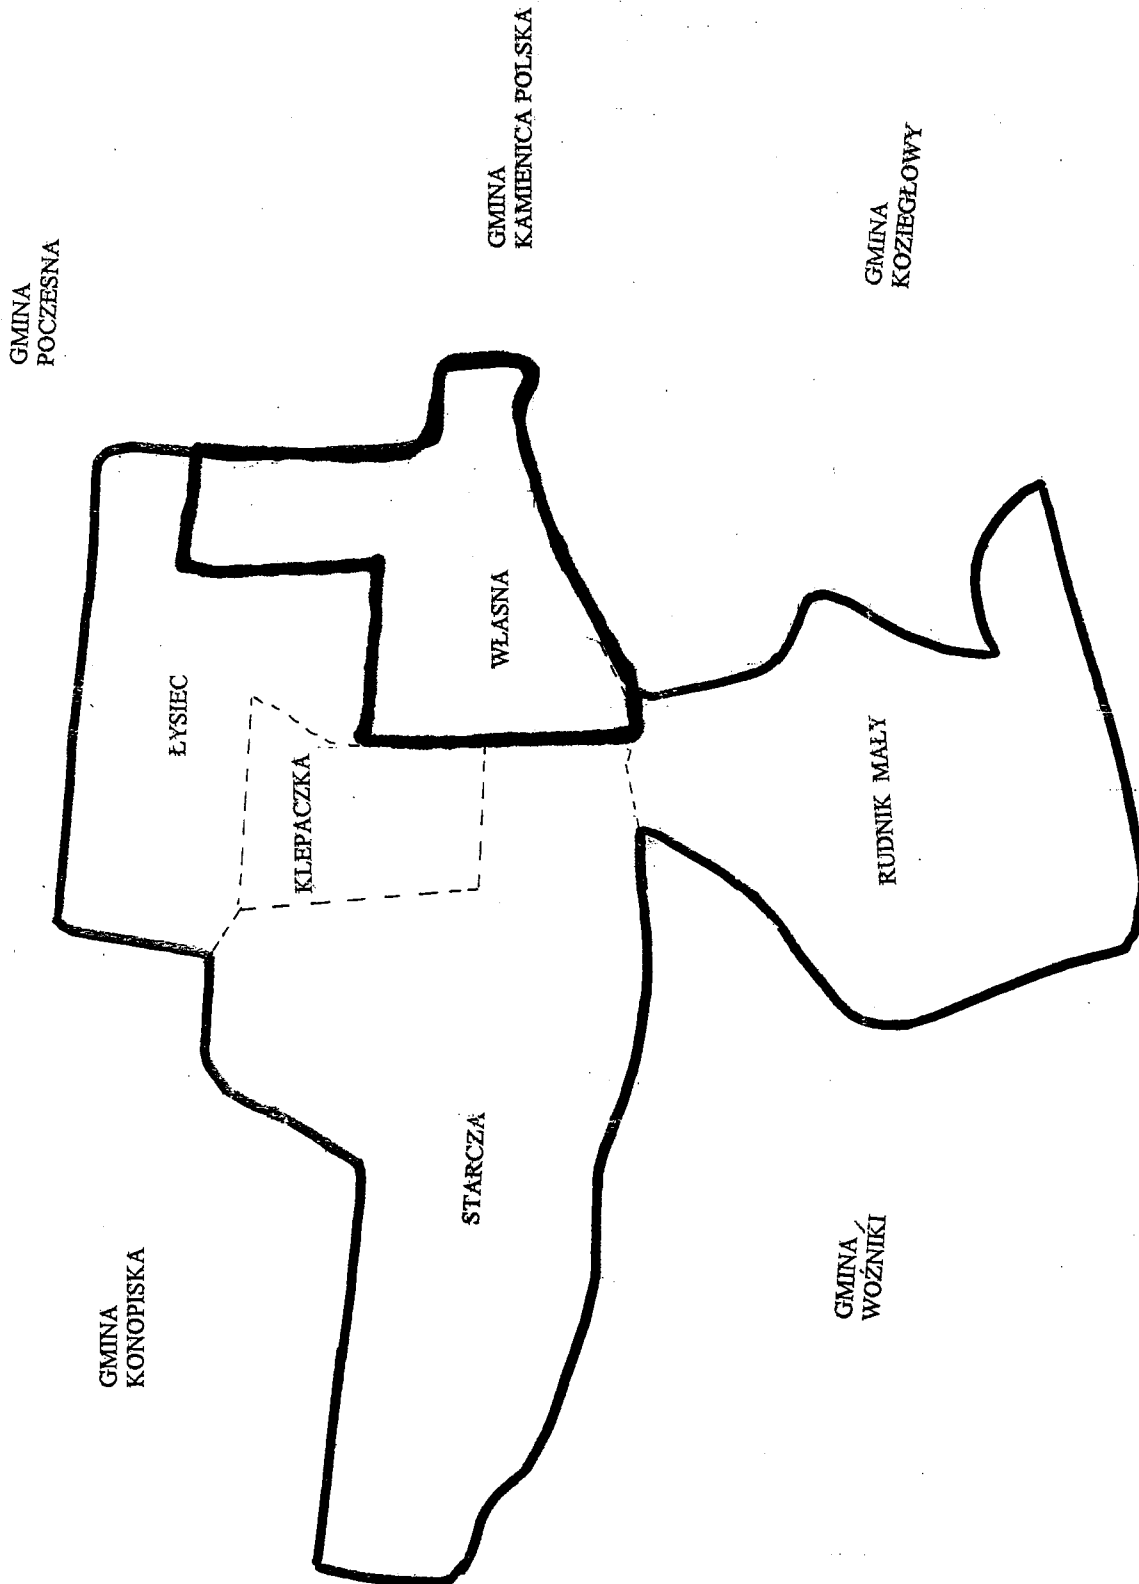 GMINA
POCZESNA
GMINA
KAMIENICA POLSKA
GMINA
KOZIEGŁOWY
ŁYSIEC
KLEPACZKA
WŁASNA
RUDNIK MAŁY
STARCZA
GMINA
KONOPISKA
GMINA
WOŹNIKI